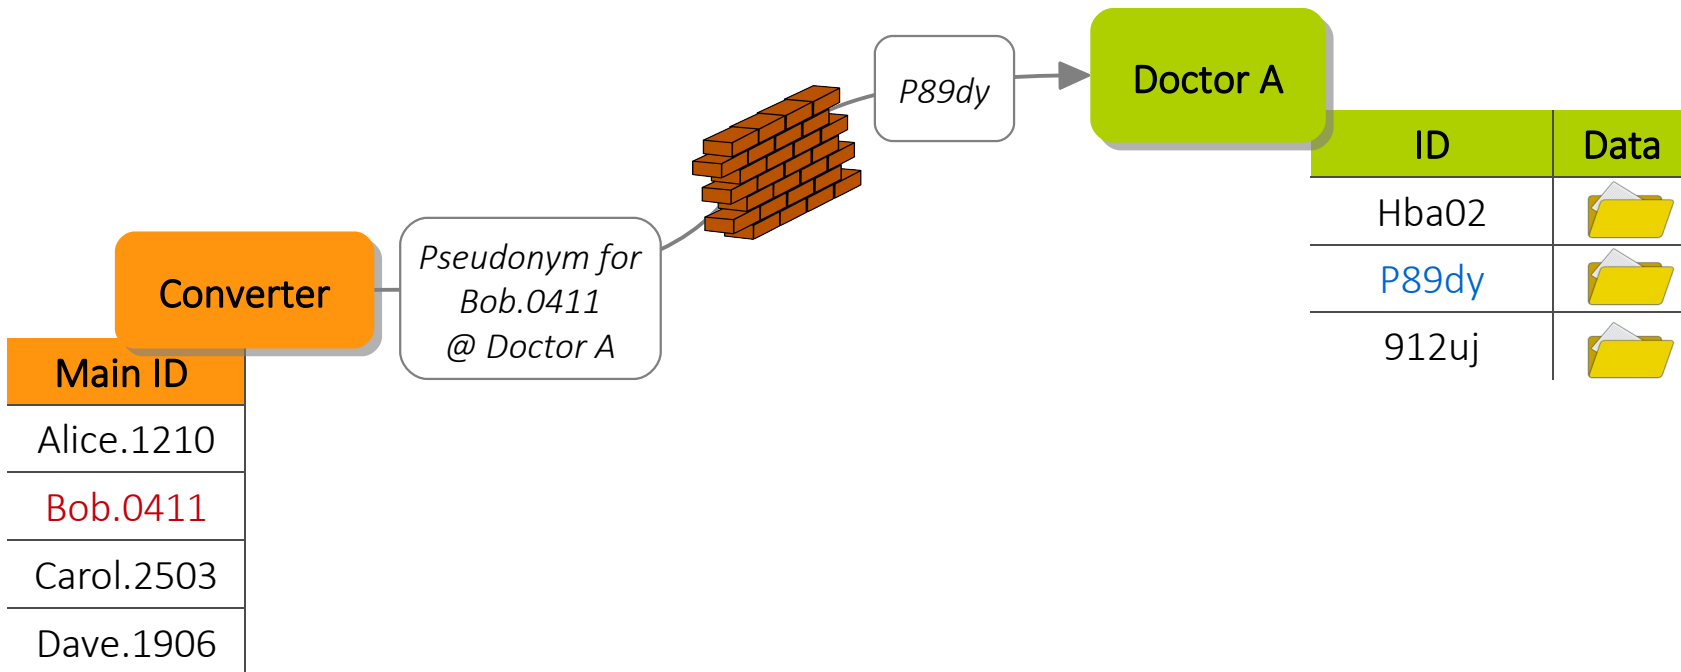 P89dy
Doctor A
ID Data
Hba02
P89dy
912uj
Pseudonym for
Bob.0411
@ Doctor A
Converter
Main ID
Alice.1210
Bob.0411
Carol.2503
Dave.1906